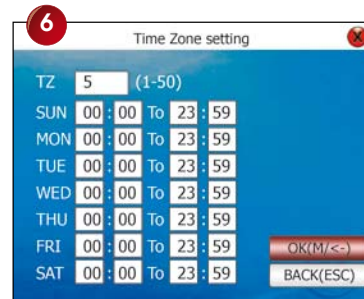 6
Time Zone setting
TZ 5 (1-50)
SUN 00 : 00 To 23 : 59
MON 00 : 00 To 23 : 59
TUE 00 : 00 To 23 : 59
WED 00 : 00 To 23 : 59
THU 00 : 00 To 23 : 59
FRI 00 : 00 To 23 : 59 OK(M/<-)
SAT 00 : 00 To 23 : 59 BACK(ESC)